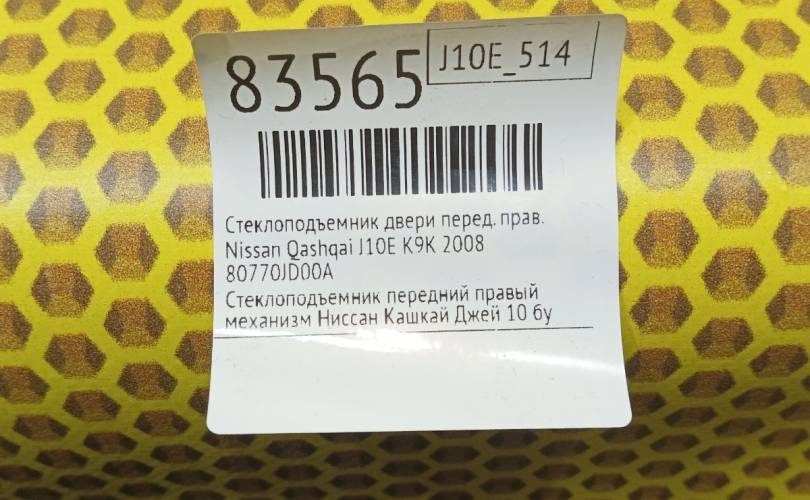 83565
J10E_514
Стеклоподъемник двери перед. прав.
Nissan Qashqai J10E K9K 2008
80770JD00A
Стеклоподъемник передний правый
механизм Ниссан Кашкай Джей 10 бу